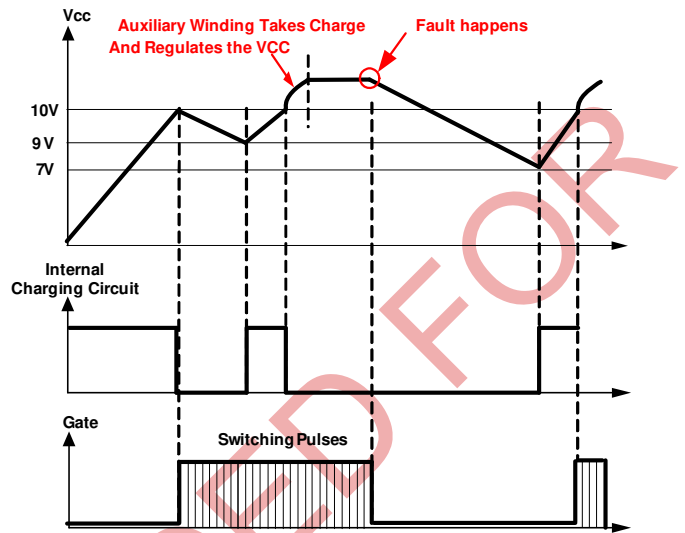 Vcc
Auxiliary Winding Takes Charge
And Regulates the VCC
Fault happens
10V
9 V
7V
Internal
Charging Circuit
Gate
Switching Pulses